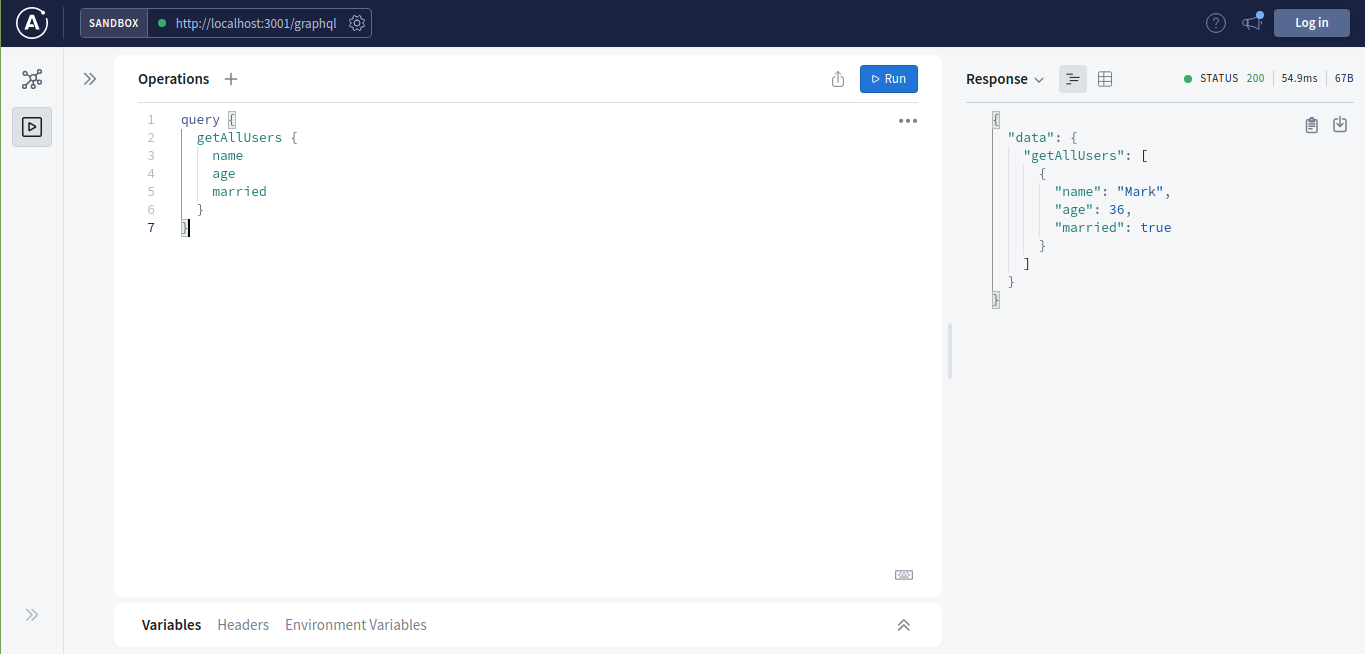 SANDBOX http://localhost:3001/graphql Log in
Operations Run
1 query {
2 getAllUsers {
3 name
4 age
5 married
6 }
7 }
Variables Headers Environment Variables
Response STATUS 200 54.9ms 67B
{
"data": {
"getAllUsers": [
{
"name": "Mark",
"age": 36,
"married": true
}
]
}
}